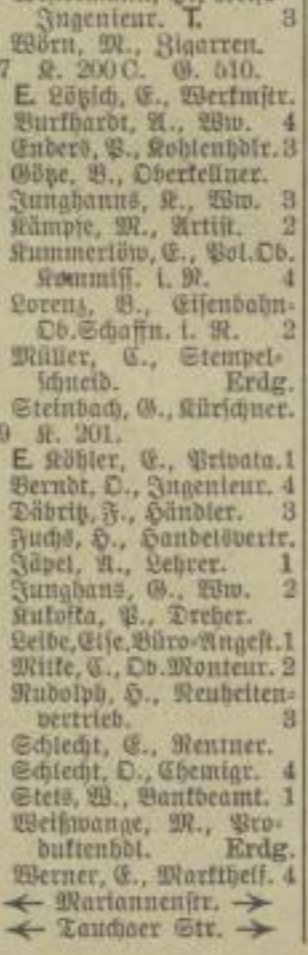 Ingenieur. T. 3
Wörn, M., Zigarren.
7 K. 200 C. G. 510.
E. Lötzsch, E., Werkmstr.
Burkhardt, A., Ww. 4
Enders, P., Kohlenhdlr. 3
Götze, B., Oberkellner.
Junghanns, K., Ww. 3
Kämpfe, M., Artist. 2
Kummerlöw, E., Pol.Ob.
Kommiss. i. R. 4
Lorenz, B., Eisenbahn-
Ob.Schaffn. i. R. 2
Müller, C., Stempel-
schneid. Erdg.
Steinbach, G., Kürschner.
9 K. 201.
E. Köhler, E., Privata. 1
Berndt, O., Ingenieur. 4
Däbritz, F., Händler. 3
Fuchs, H., Handelsvertr.
Jäpel, A., Lehrer. 1
Junghans, G., Ww. 2
Kukofka, P., Dreher.
Leibe, Else, Büro-Angest. 1
Mitke, C., Ob.Monteur. 2
Rudolph, H., Neuheiten-
vertrieb. 3
Schlecht, E., Rentner.
Schlecht, O., Chemigr. 4
Stets, W., Bankbeamt. 1
Weißwange, M., Pro-
duktenhdl. Erdg.
Werner, E., Markthelf. 4
← Mariannenstr. →
← Tauchaer Str. →